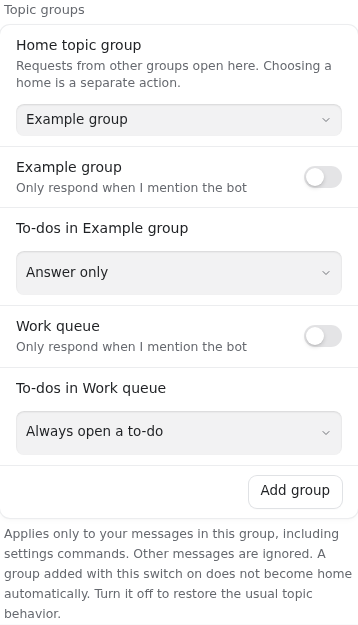 Topic groups
Home topic group
Requests from other groups open here. Choosing a
home is a separate action.
Example group
Example group
Only respond when I mention the bot
To-dos in Example group
Answer only
Work queue
Only respond when I mention the bot
To-dos in Work queue
Always open a to-do
Add group
Applies only to your messages in this group, including
settings commands. Other messages are ignored. A
group added with this switch on does not become home
automatically. Turn it off to restore the usual topic
behavior.